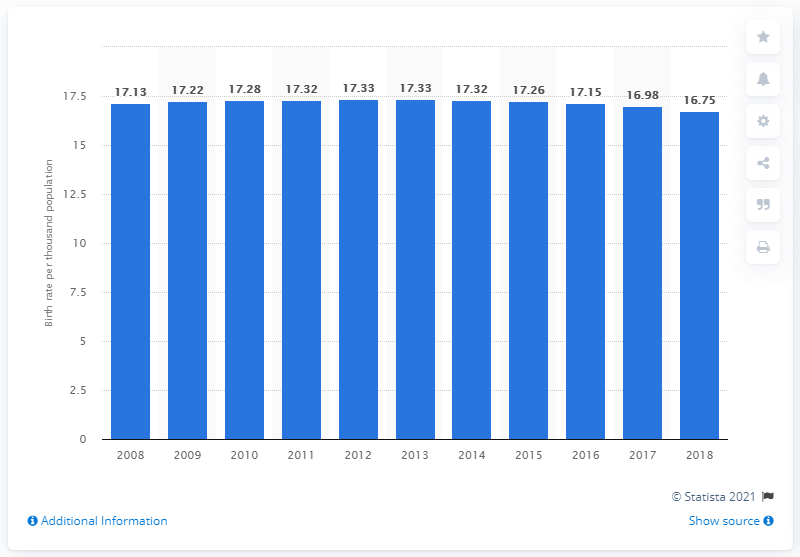 17.13 17.22 17.28 17.32 17.33 17.33 17.32 17.26 17.15 16.98 16.75
17.5
15
12.5
10
7.5
5
2.5
0
Birth rate per thousand population
2008 2009 2010 2011 2012 2013 2014 2015 2016 2017 2018
© Statista 2021
Additional Information
Show source